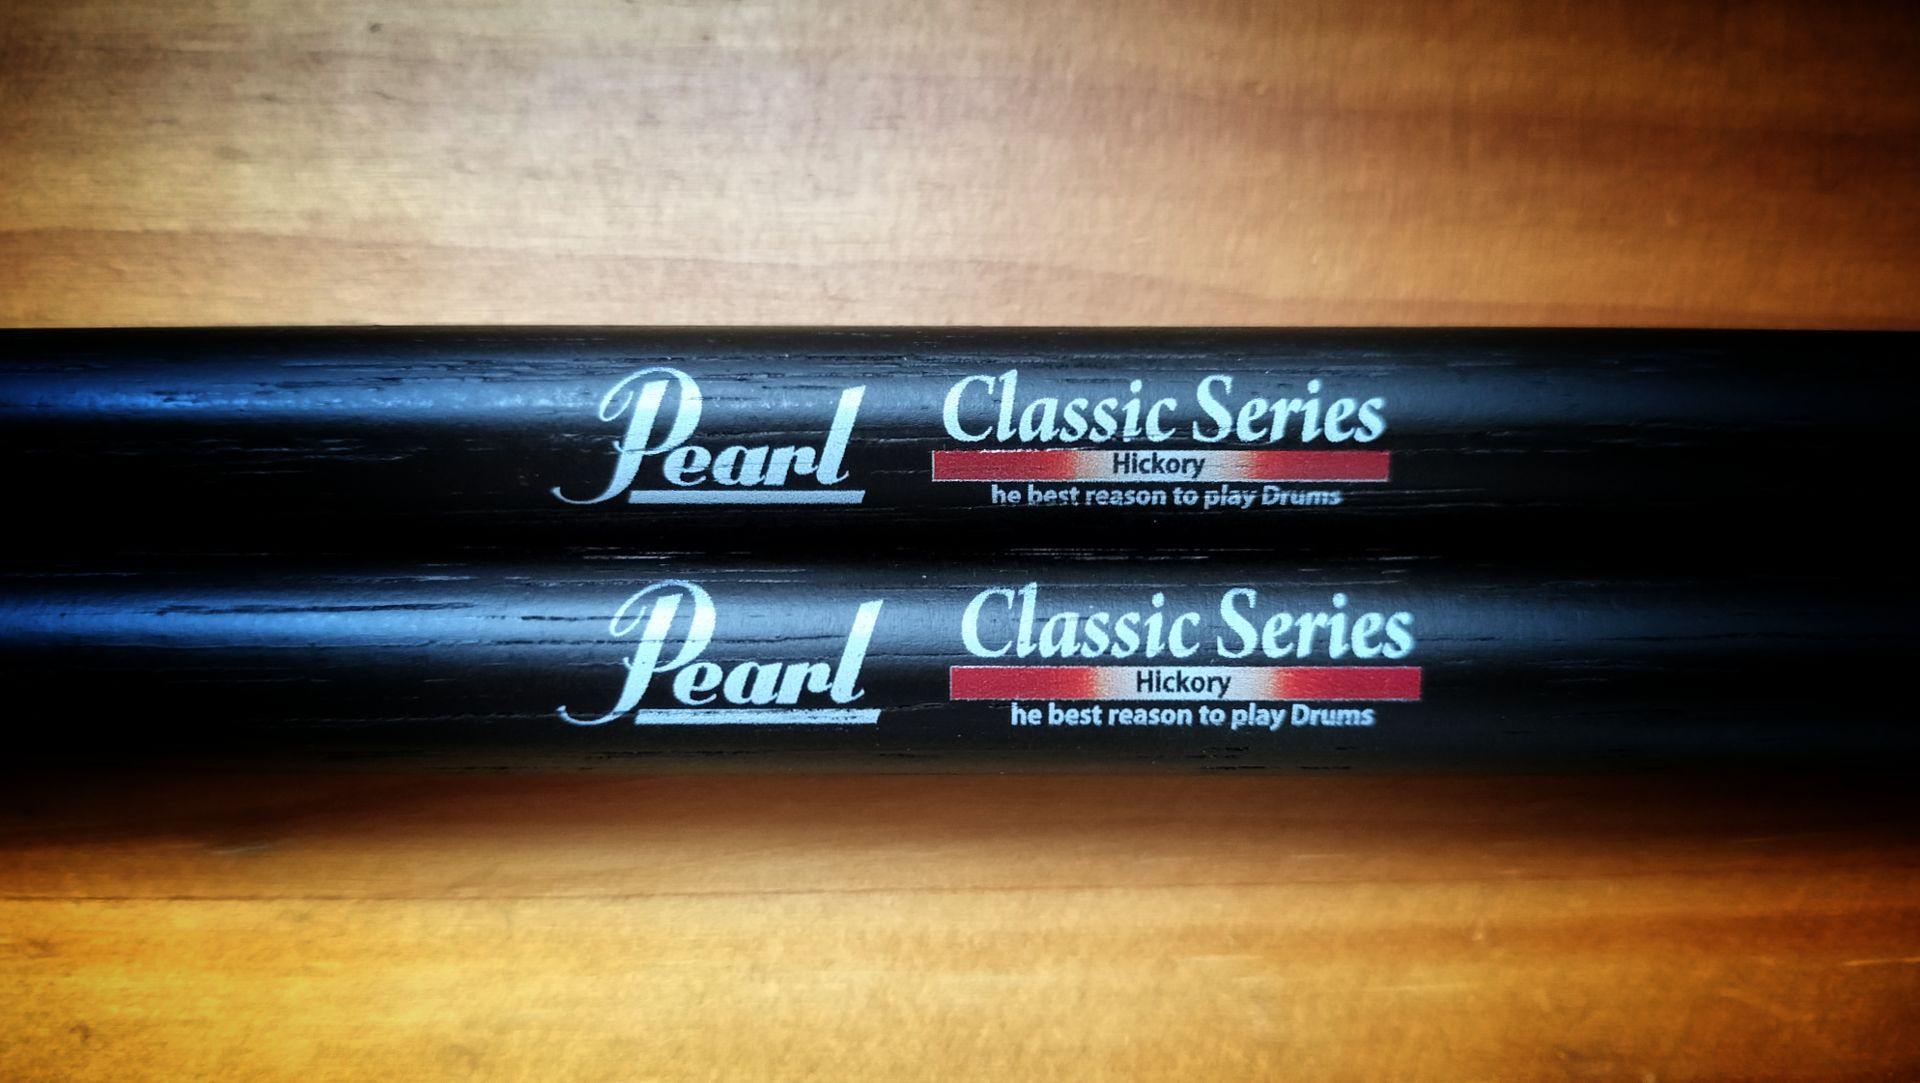 Pearl
Classic Series
Hickory
he best reason to play Drums
Pearl
Classic Series
Hickory
he best reason to play Drums